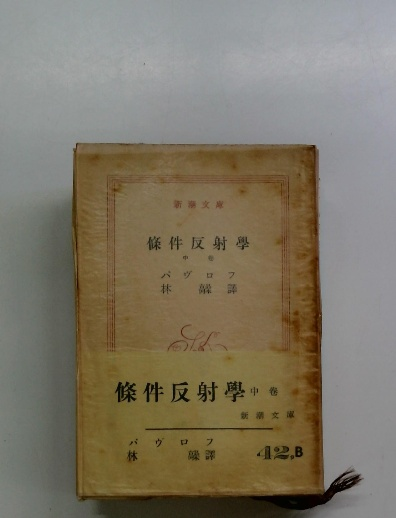 新潮文庫
條件反射學
中卷
パヴロフ
林髞譯
條件反射學 中卷
新潮文庫
パヴロフ
林髞譯
42.B